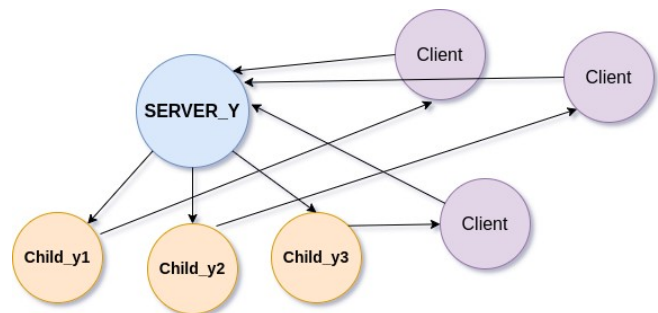 Client
Client
SERVER_Y
Client
Child_y1
Child_y2
Child_y3